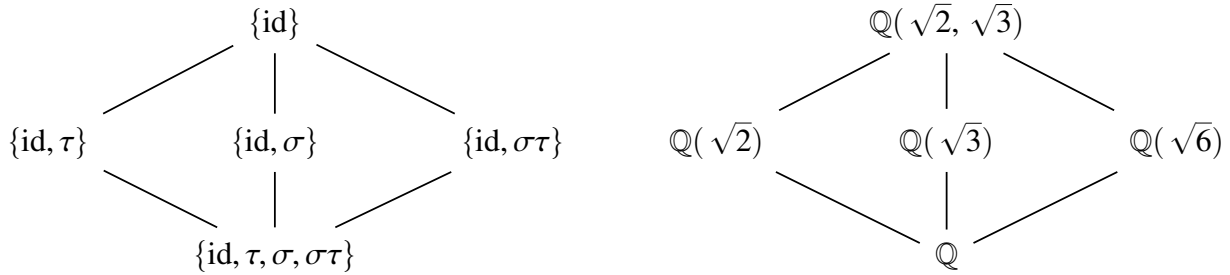 {id} ℚ(√2, √3)
{id, τ} {id, σ} {id, στ} ℚ(√2) ℚ(√3) ℚ(√6)
{id, τ, σ, στ} ℚ